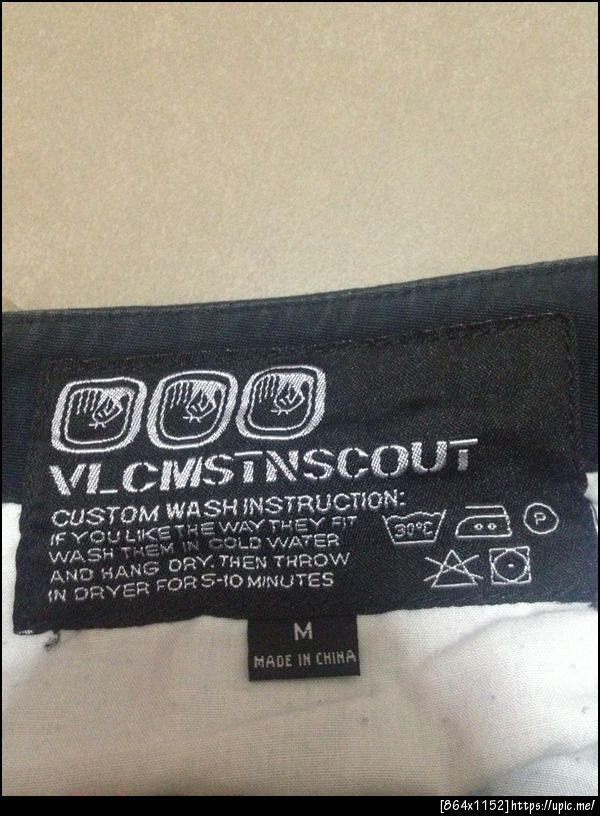 VLCMSTNSCOUT
CUSTOM WASH INSTRUCTION:
IF YOU LIKE THE WAY THEY FIT
WASH THEM IN COLD WATER
AND HANG DRY. THEN THROW
IN DRYER FOR 5-10 MINUTES
30°C
P
M
MADE IN CHINA
[864x1152]https://upic.me/